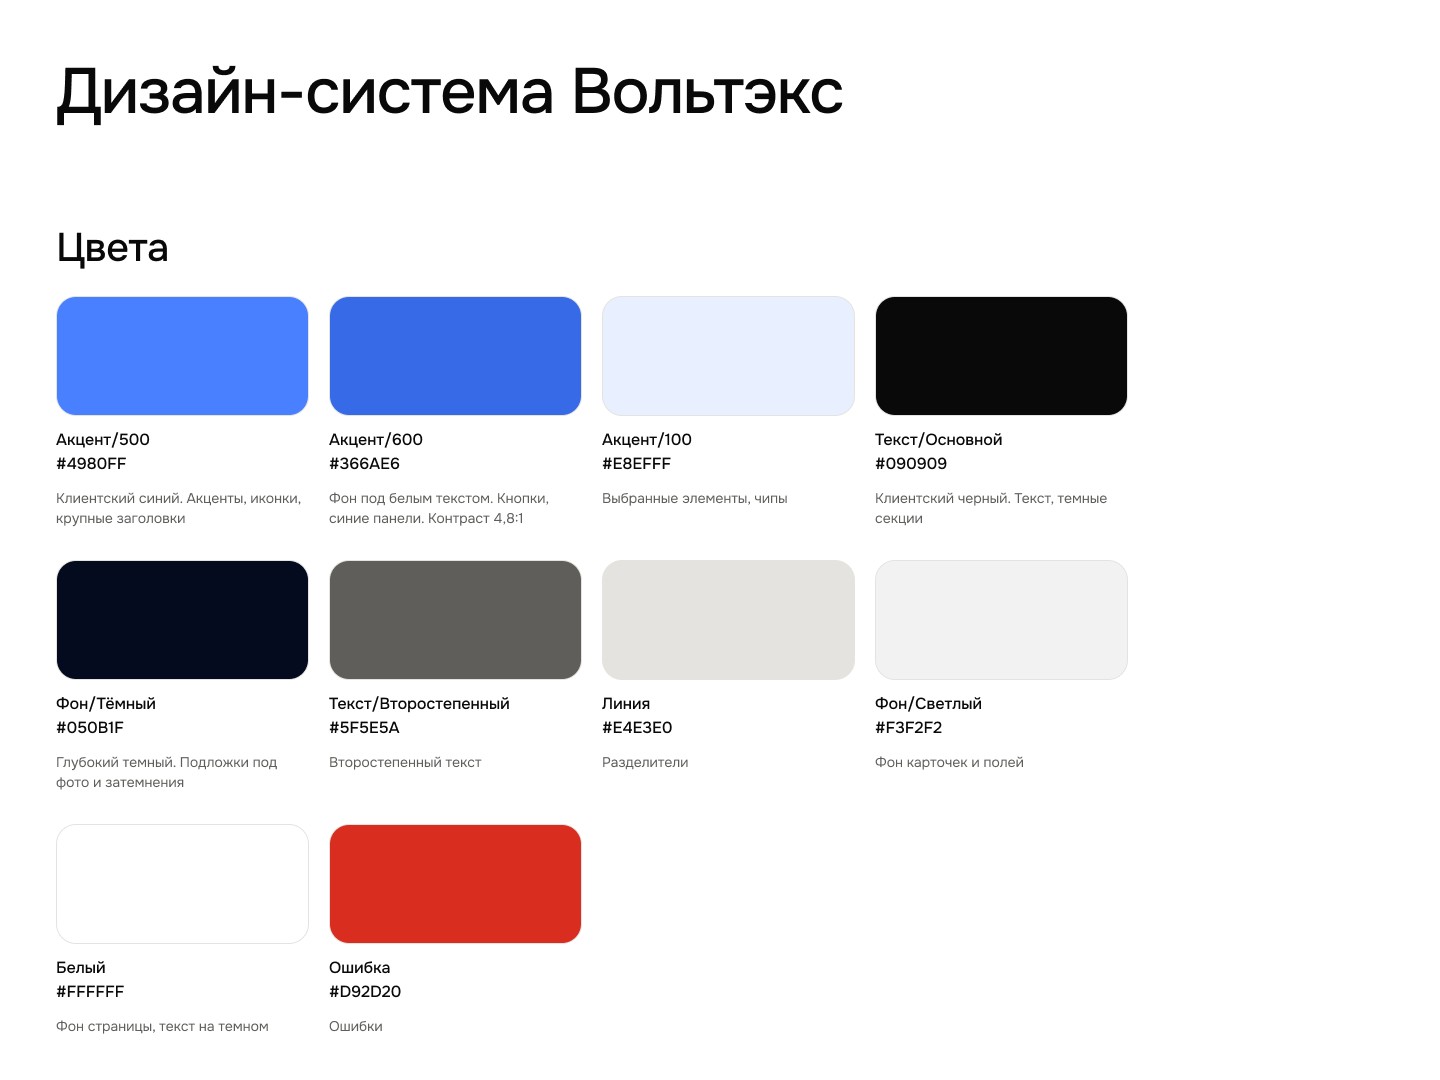 Дизайн-система Вольтэкс
Цвета
Акцент/500
#4980FF
Клиентский синий. Акценты, иконки,
крупные заголовки
Акцент/600
#366AE6
Фон под белым текстом. Кнопки,
синие панели. Контраст 4,8:1
Акцент/100
#E8EFFF
Выбранные элементы, чипы
Текст/Основной
#090909
Клиентский черный. Текст, темные
секции
Фон/Тёмный
#050B1F
Глубокий темный. Подложки под
фото и затемнения
Текст/Второстепенный
#5F5E5A
Второстепенный текст
Линия
#E4E3E0
Разделители
Фон/Светлый
#F3F2F2
Фон карточек и полей
Белый
#FFFFFF
Фон страницы, текст на темном
Ошибка
#D92D20
Ошибки